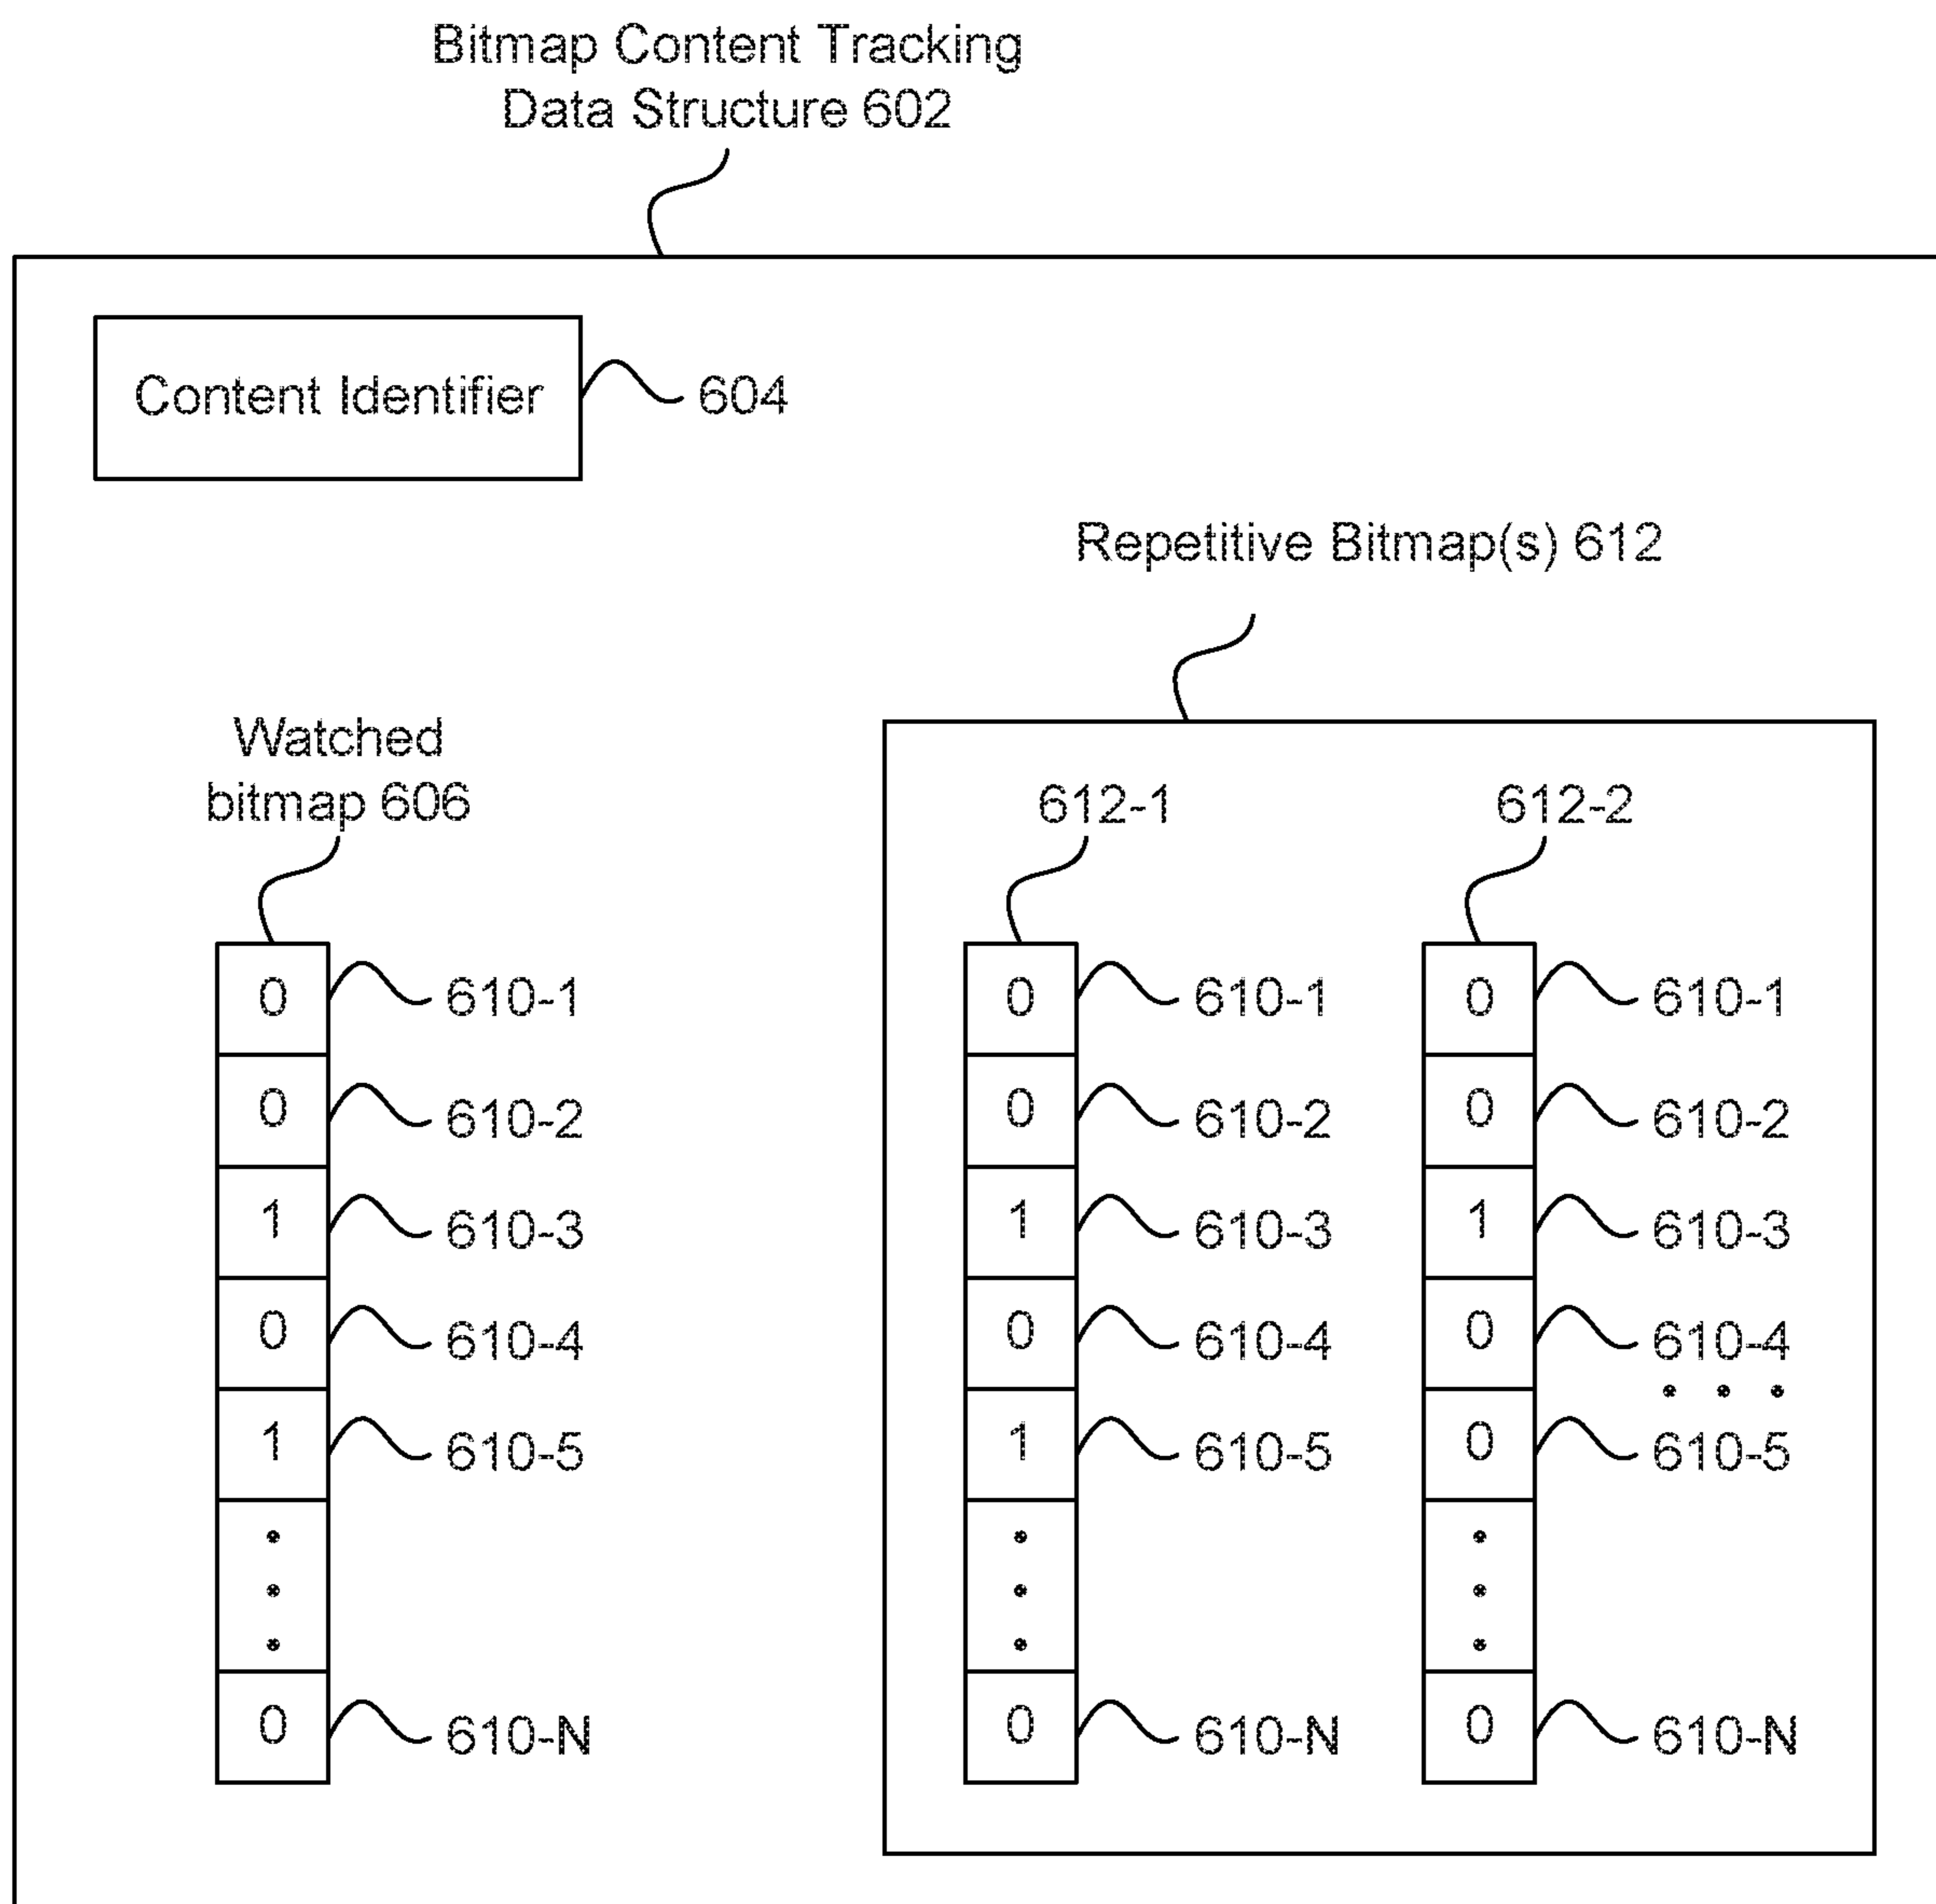 Bitmap Content Tracking
Data Structure 602
Content Identifier 604
Repetitive Bitmap(s) 612
Watched
bitmap 606
612-1 612-2
0 610-1 0 610-1 0 610-1
0 610-2 0 610-2 0 610-2
1 610-3 1 610-3 1 610-3
0 610-4 0 610-4 0 610-4
1 610-5 1 610-5 0 610-5
0 610-N 0 610-N 0 610-N